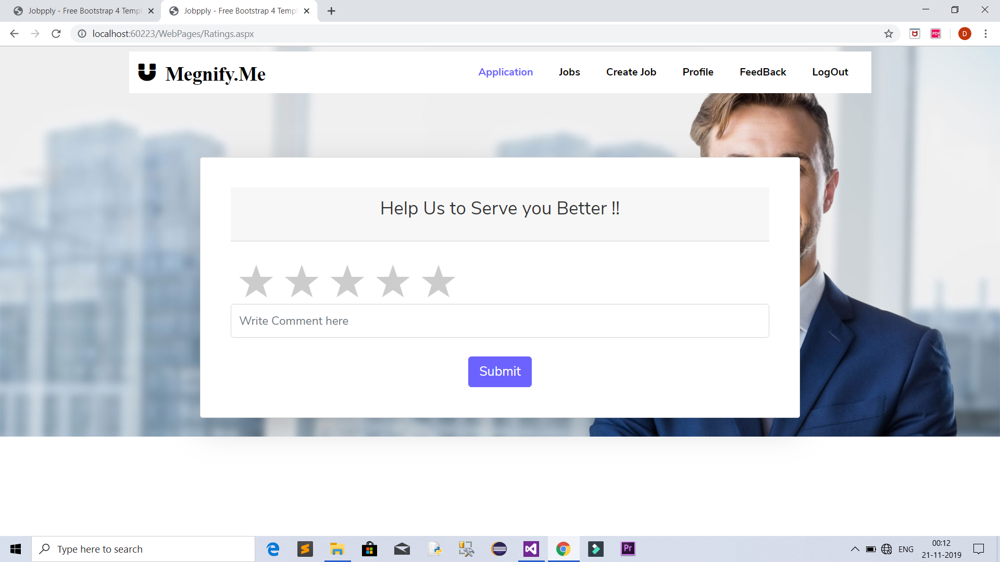 Jobpply - Free Bootstrap 4 Templ
Jobpply - Free Bootstrap 4 Templ
localhost:60223/WebPages/Ratings.aspx
PDF
D
Megnify.Me
Application
Jobs
Create Job
Profile
FeedBack
LogOut
Help Us to Serve you Better !!
Write Comment here
Submit
Type here to search
Pr
ENG
00:12
21-11-2019